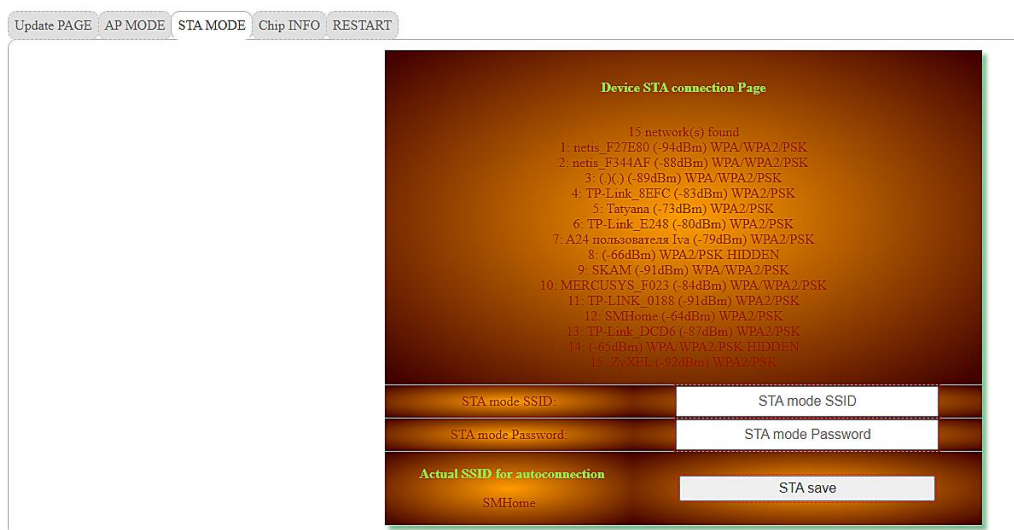 Update PAGE AP MODE STA MODE Chip INFO RESTART
Device STA connection Page
15 network(s) found
1: netis_F27E80 (-94dBm) WPA/WPA2/PSK
2: netis_F344AF (-88dBm) WPA/WPA2/PSK
3: (.)(.) (-89dBm) WPA/WPA2/PSK
4: TP-Link_8EFC (-83dBm) WPA/WPA2/PSK
5: Tatyana (-73dBm) WPA2/PSK
6: TP-Link_E248 (-80dBm) WPA/WPA2/PSK
7: A24 пользователя Iva (-79dBm) WPA2/PSK
8: (-66dBm) WPA2/PSK HIDDEN
9: SKAM (-91dBm) WPA/WPA2/PSK
10: MERCUSYS_F023 (-84dBm) WPA/WPA2/PSK
11: TP-LINK_0188 (-91dBm) WPA2/PSK
12: SMHome (-64dBm) WPA2/PSK
13: TP-Link_DCD6 (-87dBm) WPA2/PSK
14: (-65dBm) WPA/WPA2/PSK HIDDEN
15: ZyXEL (-92dBm) WPA2/PSK
STA mode SSID: STA mode SSID
STA mode Password: STA mode Password
Actual SSID for autoconnection
SMHome
STA save